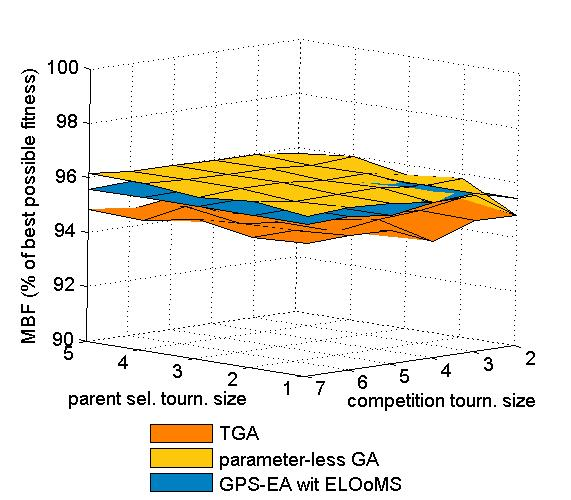 100
98
96
94
92
90
MBF (% of best possible fitness)
5
4
3
2
1
7
6
5
4
3
2
parent sel. tourn. size
competition tourn. size
TGA
parameter-less GA
GPS-EA wit ELOoMS